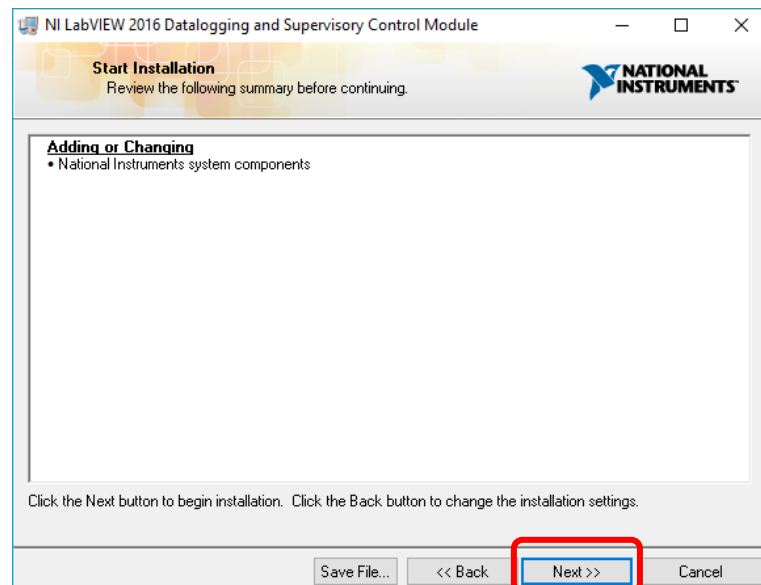 NI LabVIEW 2016 Datalogging and Supervisory Control Module
Start Installation
Review the following summary before continuing.
NATIONAL
INSTRUMENTS™
Adding or Changing
• National Instruments system components
Click the Next button to begin installation. Click the Back button to change the installation settings.
Save File... << Back Next >> Cancel